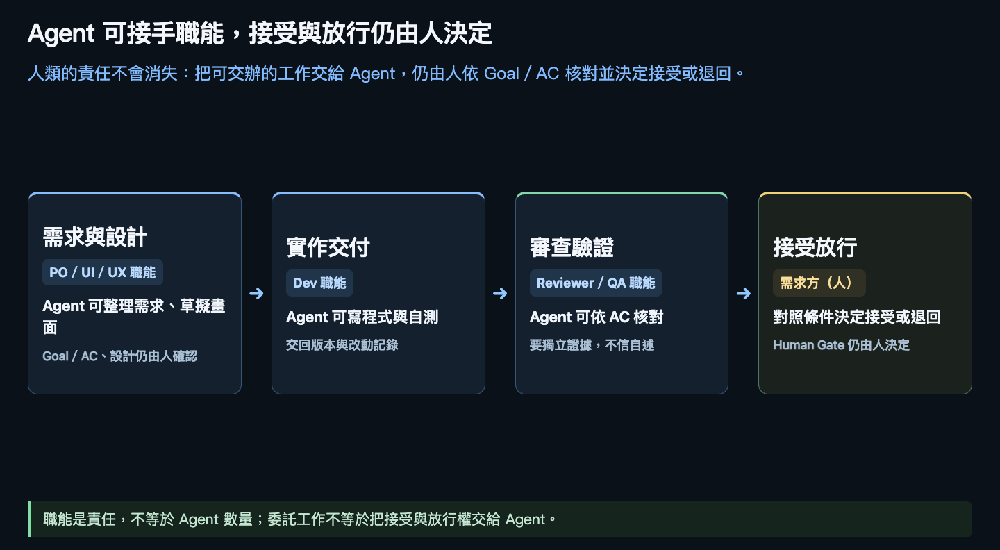 Agent 可接手職能，接受與放行仍由人決定
人類的責任不會消失：把可交辦的工作交給 Agent，仍由人依 Goal / AC 核對並決定接受或退回。
需求與設計
PO / UI / UX 職能
Agent 可整理需求、草擬畫
面
Goal / AC、設計仍由人確認
→
實作交付
Dev 職能
Agent 可寫程式與自測
交回版本與改動記錄
→
審查驗證
Reviewer / QA 職能
Agent 可依 AC 核對
要獨立證據，不信自述
→
接受放行
需求方（人）
對照條件決定接受或退回
Human Gate 仍由人決定
職能是責任，不等於 Agent 數量；委託工作不等於把接受與放行權交給 Agent。